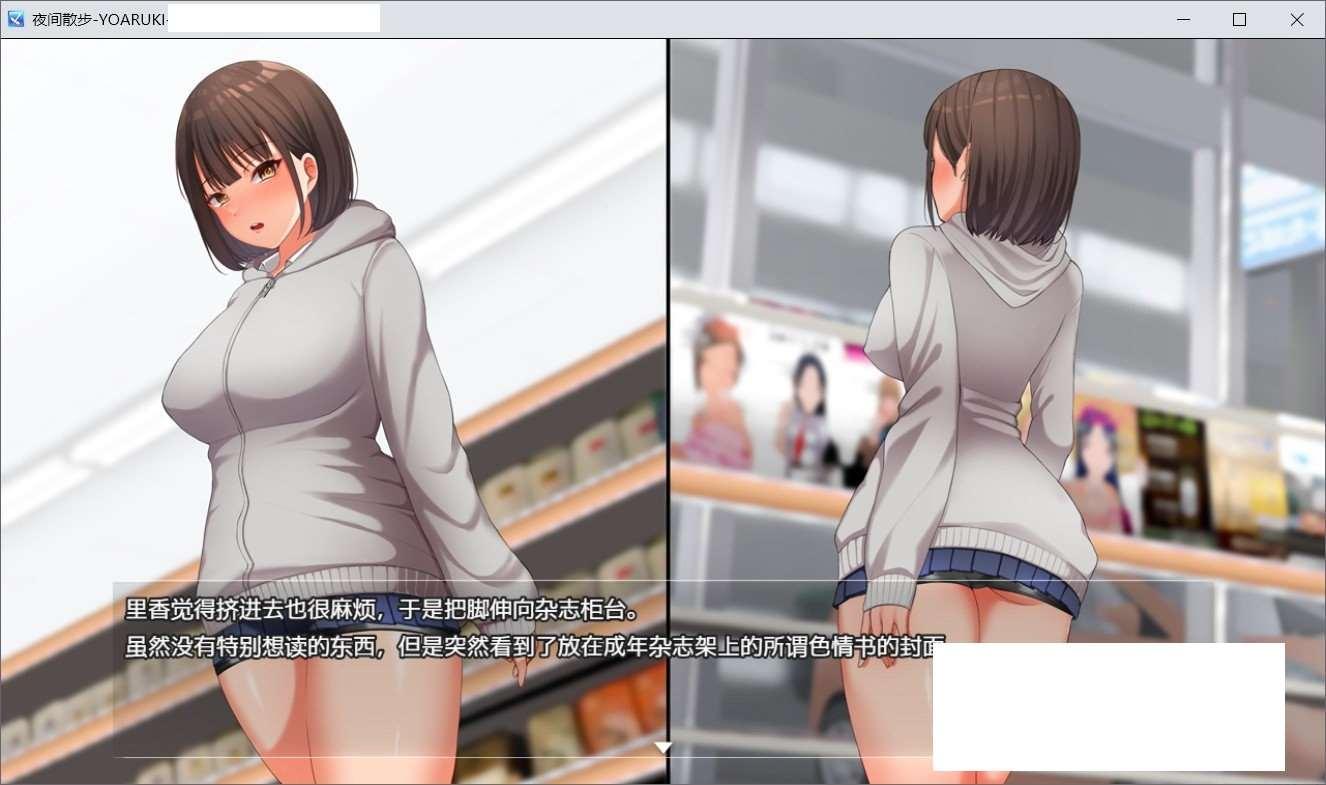 夜间散步-YOARUKI-
里香觉得挤进去也很麻烦，于是把脚伸向杂志柜台。
虽然没有特别想读的东西，但是突然看到了放在成年杂志架上的所谓色情书的封面